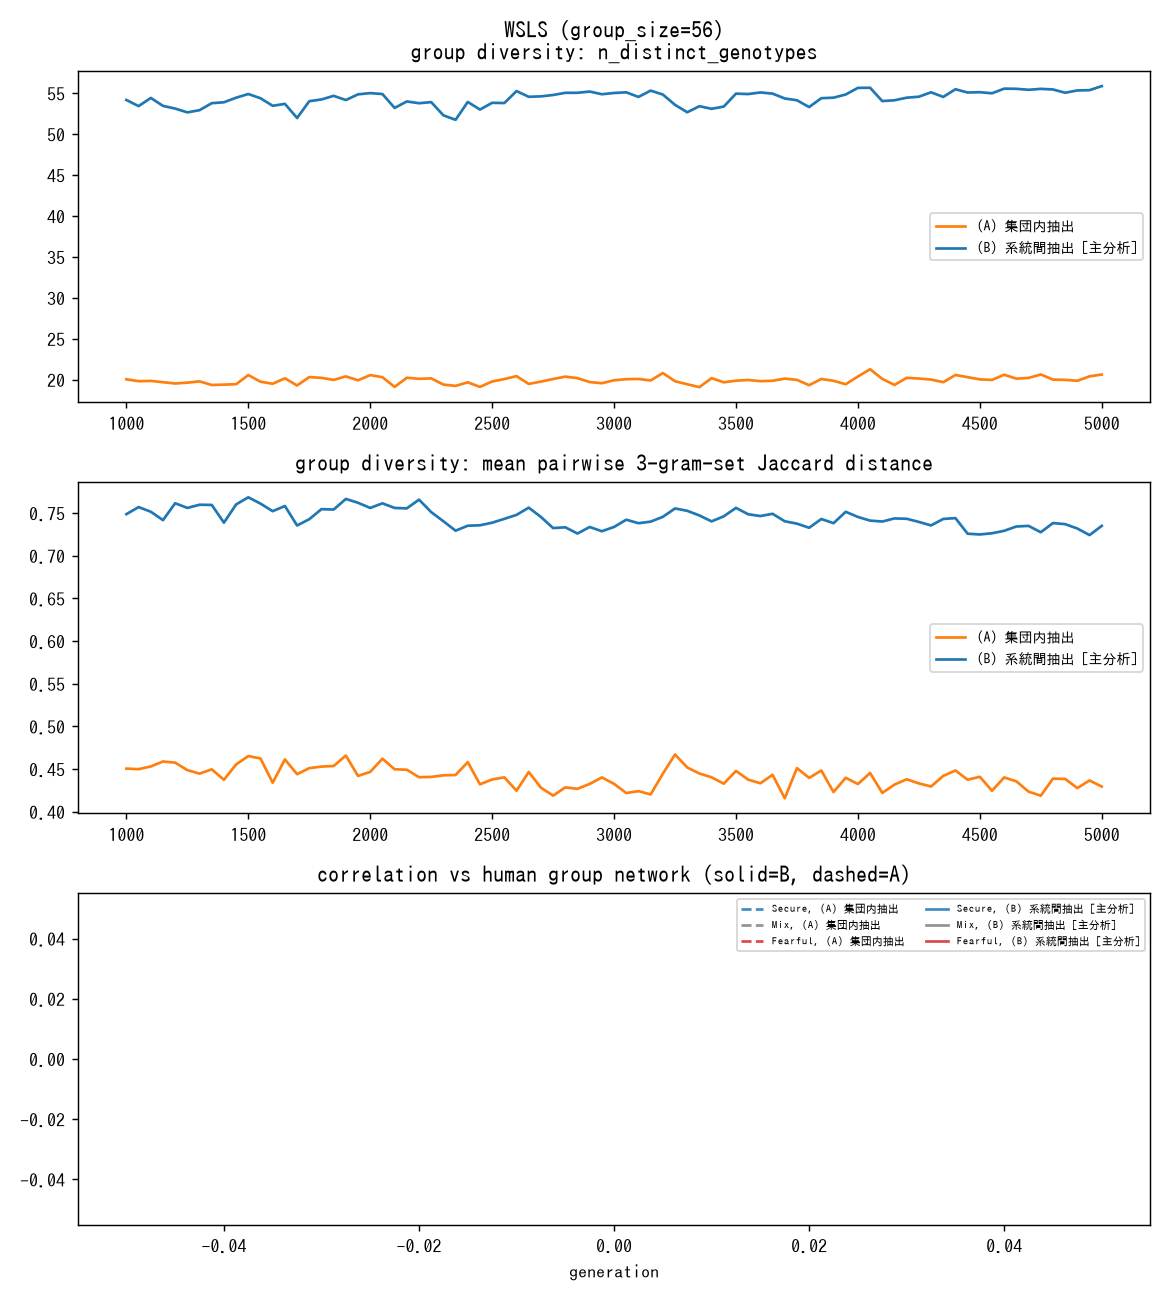 WSLS (group_size=56)
group diversity: n_distinct_genotypes
55
50
45
40
35
30
25
20
(A) 集団内抽出
(B) 系統間抽出 [主分析]
1000 1500 2000 2500 3000 3500 4000 4500 5000
group diversity: mean pairwise 3-gram-set Jaccard distance
0.75
0.70
0.65
0.60
0.55
0.50
0.45
0.40
(A) 集団内抽出
(B) 系統間抽出 [主分析]
1000 1500 2000 2500 3000 3500 4000 4500 5000
correlation vs human group network (solid=B, dashed=A)
0.04
0.02
0.00
-0.02
-0.04
Secure, (A) 集団内抽出
Mix, (A) 集団内抽出
Fearful, (A) 集団内抽出
Secure, (B) 系統間抽出 [主分析]
Mix, (B) 系統間抽出 [主分析]
Fearful, (B) 系統間抽出 [主分析]
-0.04 -0.02 0.00 0.02 0.04
generation